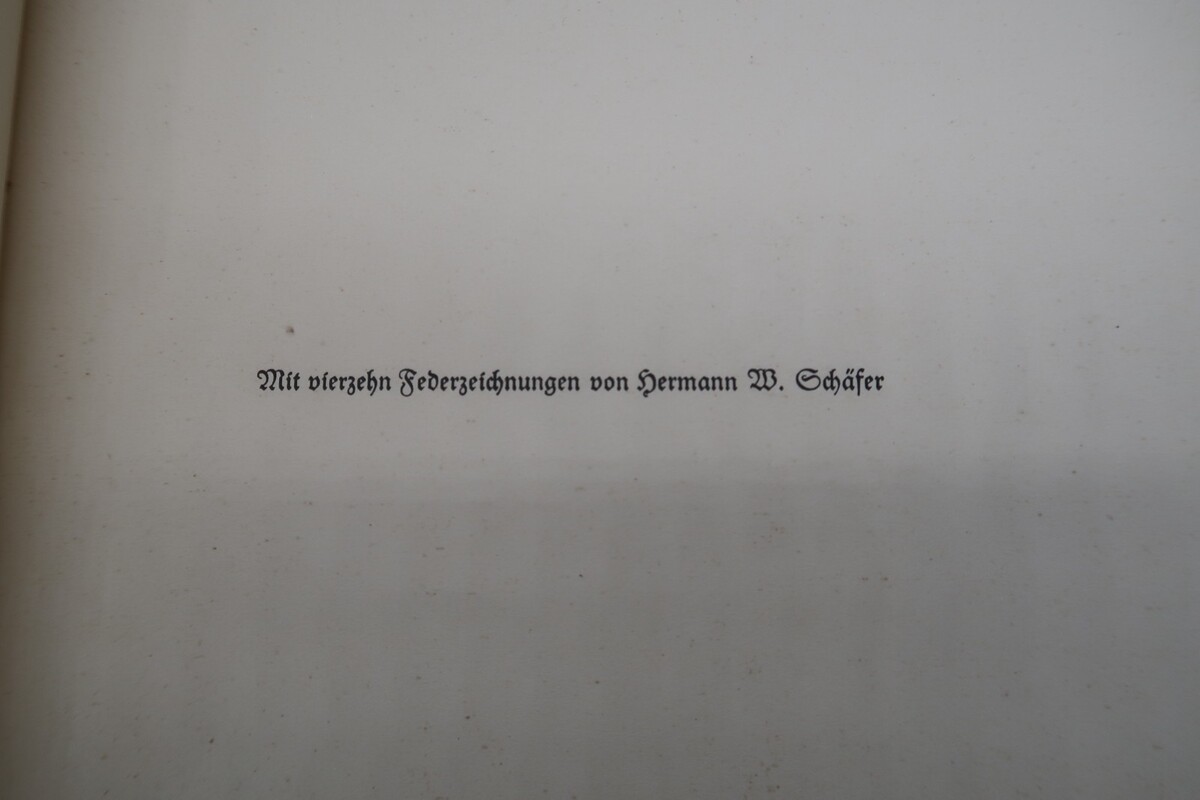 Mit vierzehn Federzeichnungen von Hermann W. Schäfer